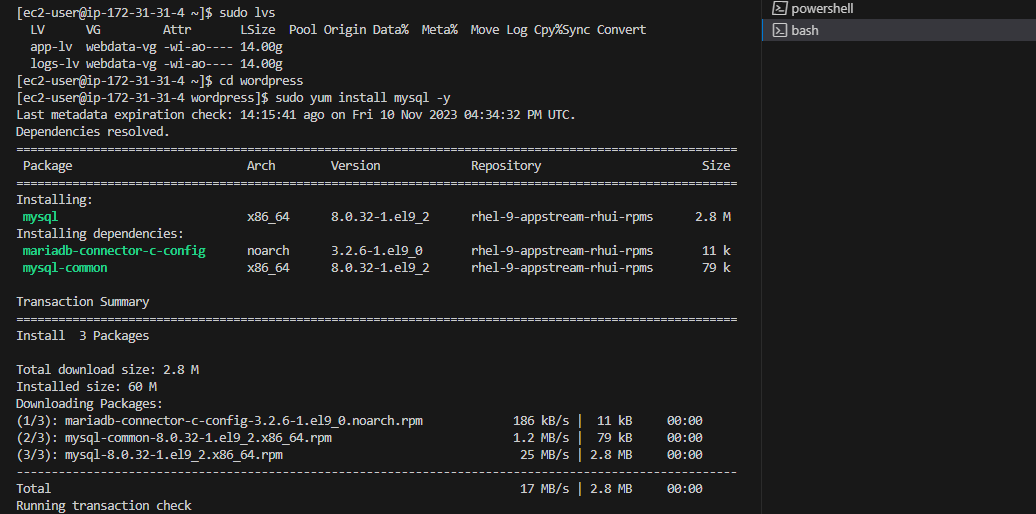 [ec2-user@ip-172-31-31-4 ~]$ sudo lvs
  LV      VG         Attr       LSize  Pool Origin Data%  Meta%  Move Log Cpy%Sync Convert
  app-lv  webdata-vg -wi-ao---- 14.00g
  logs-lv webdata-vg -wi-ao---- 14.00g
[ec2-user@ip-172-31-31-4 ~]$ cd wordpress
[ec2-user@ip-172-31-31-4 wordpress]$ sudo yum install mysql -y
Last metadata expiration check: 14:15:41 ago on Fri 10 Nov 2023 04:34:32 PM UTC.
Dependencies resolved.
=======================================================================================================
 Package                         Arch        Version             Repository                       Size
=======================================================================================================
Installing:
 mysql                           x86_64      8.0.32-1.el9_2      rhel-9-appstream-rhui-rpms      2.8 M
Installing dependencies:
 mariadb-connector-c-config      noarch      3.2.6-1.el9_0       rhel-9-appstream-rhui-rpms       11 k
 mysql-common                    x86_64      8.0.32-1.el9_2      rhel-9-appstream-rhui-rpms       79 k
Transaction Summary
=======================================================================================================
Install  3 Packages
Total download size: 2.8 M
Installed size: 60 M
Downloading Packages:
(1/3): mariadb-connector-c-config-3.2.6-1.el9_0.noarch.rpm             186 kB/s |  11 kB     00:00
(2/3): mysql-common-8.0.32-1.el9_2.x86_64.rpm                          1.2 MB/s |  79 kB     00:00
(3/3): mysql-8.0.32-1.el9_2.x86_64.rpm                                  25 MB/s | 2.8 MB     00:00
-------------------------------------------------------------------------------------------------------
Total                                                                   17 MB/s | 2.8 MB     00:00
Running transaction check
powershell
bash